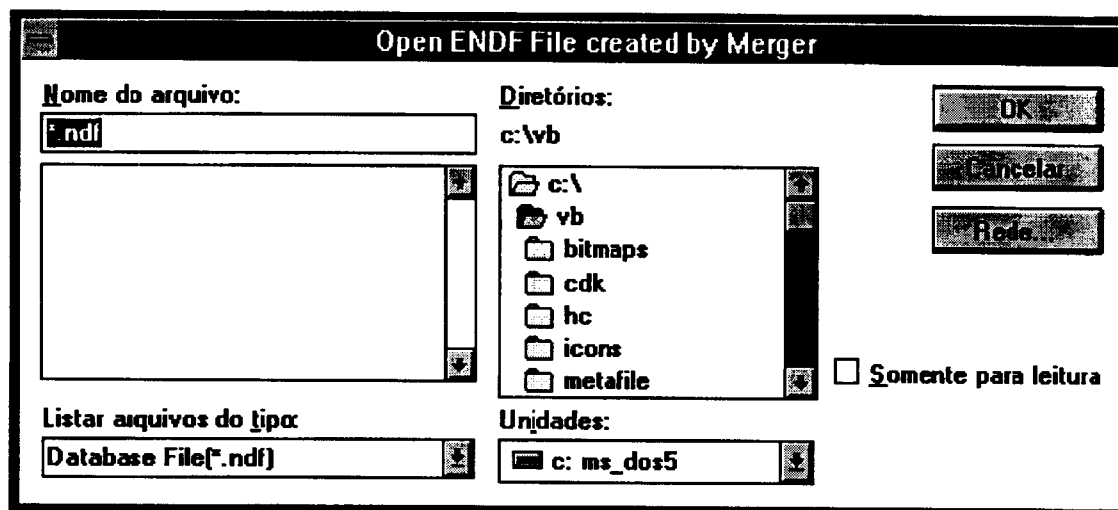 Open ENDF File created by Merger
Nome do arquivo:
*.ndf
Diretórios:
c:\vb
c:\
vb
bitmaps
cdk
hc
icons
metafile
OK
Cancelar
Rede...
Somente para leitura
Listar arquivos do tipo:
Database File(*.ndf)
Unidades:
c: ms_dos5